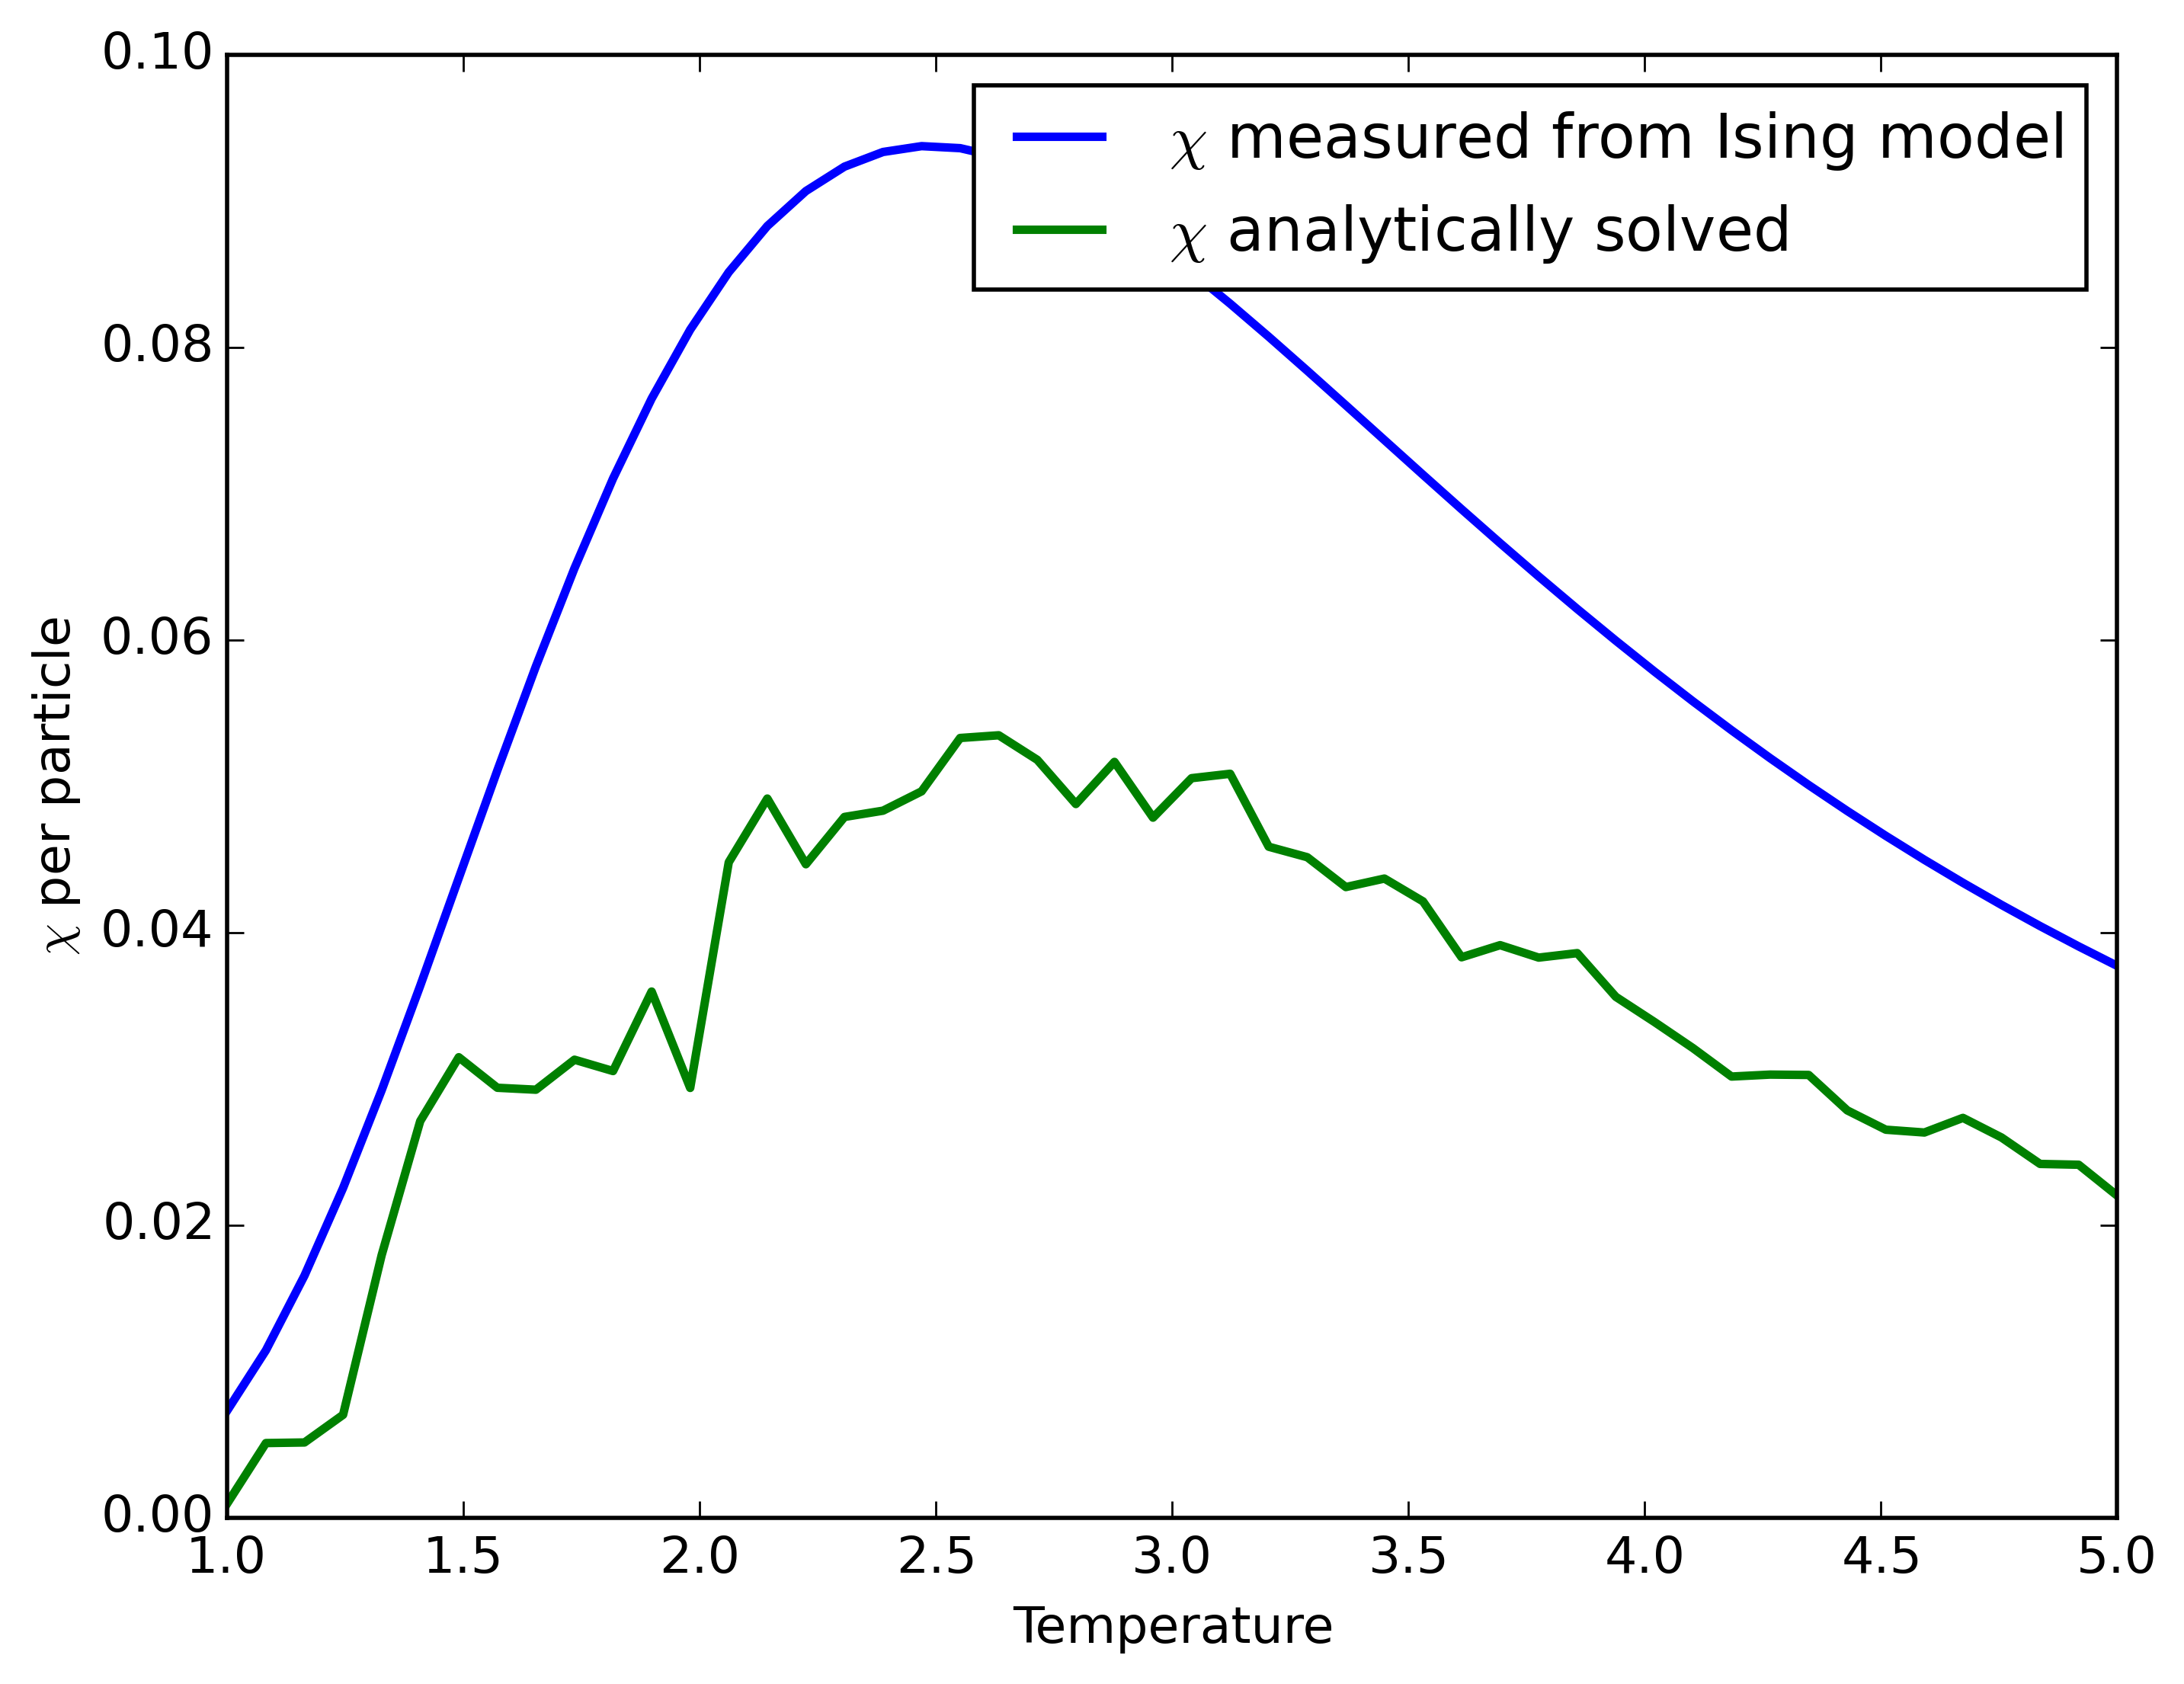 0.10
χ measured from Ising model
χ analytically solved
0.08
0.06
0.04
0.02
0.00
χ per particle
1.0 1.5 2.0 2.5 3.0 3.5 4.0 4.5 5.0
Temperature